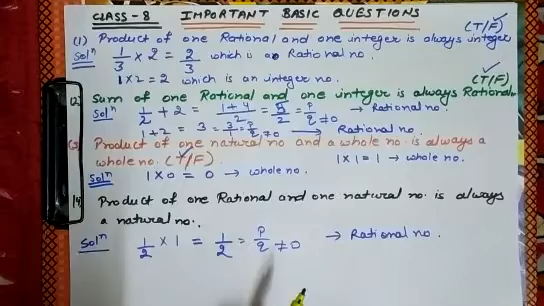 CLASS-8 IMPORTANT BASIC QUESTIONS
(1) Product of one Rational and one integer is always integer (T/F) ✓
Solⁿ 1/3 × 2 = 2/3 which is a Rational no.
1×2 = 2 which is an integer no.
(2) Sum of one Rational and one integer is always Rational (T/F) ✓
Solⁿ 1/2 + 2 = 1+4/2 = 5/2 = p/q ≠0 → Rational no.
1+2 = 3 = 3/1 = p/q ≠0 → Rational no.
(3) Product of one natural no and a whole no. is always a
whole no. (T/F). 1×1=1 → whole no.
Solⁿ 1×0 = 0 → whole no.
Product of one Rational and one natural no. is always
a natural no.
Solⁿ 1/2 × 1 = 1/2 = p/q ≠0 → Rational no.